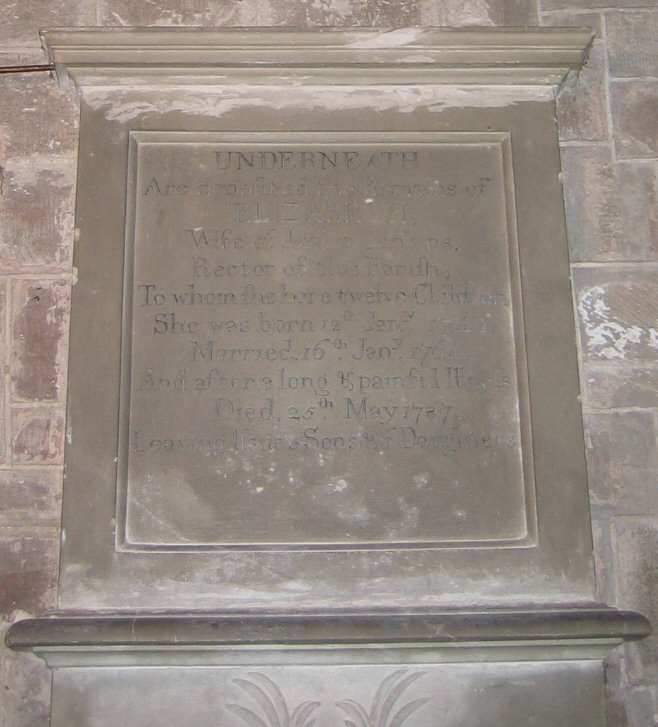 UNDERNEATH
Are deposited the Remains of
ELIZABETH,
Wife of
Rector of this Parish,
To whom she bore twelve Children
She was born 12th Jany.
Married, 16th Jany.
And after a long & painful Illness
Died, 25th May 1787,
Leaving Sons & 5 Daughters